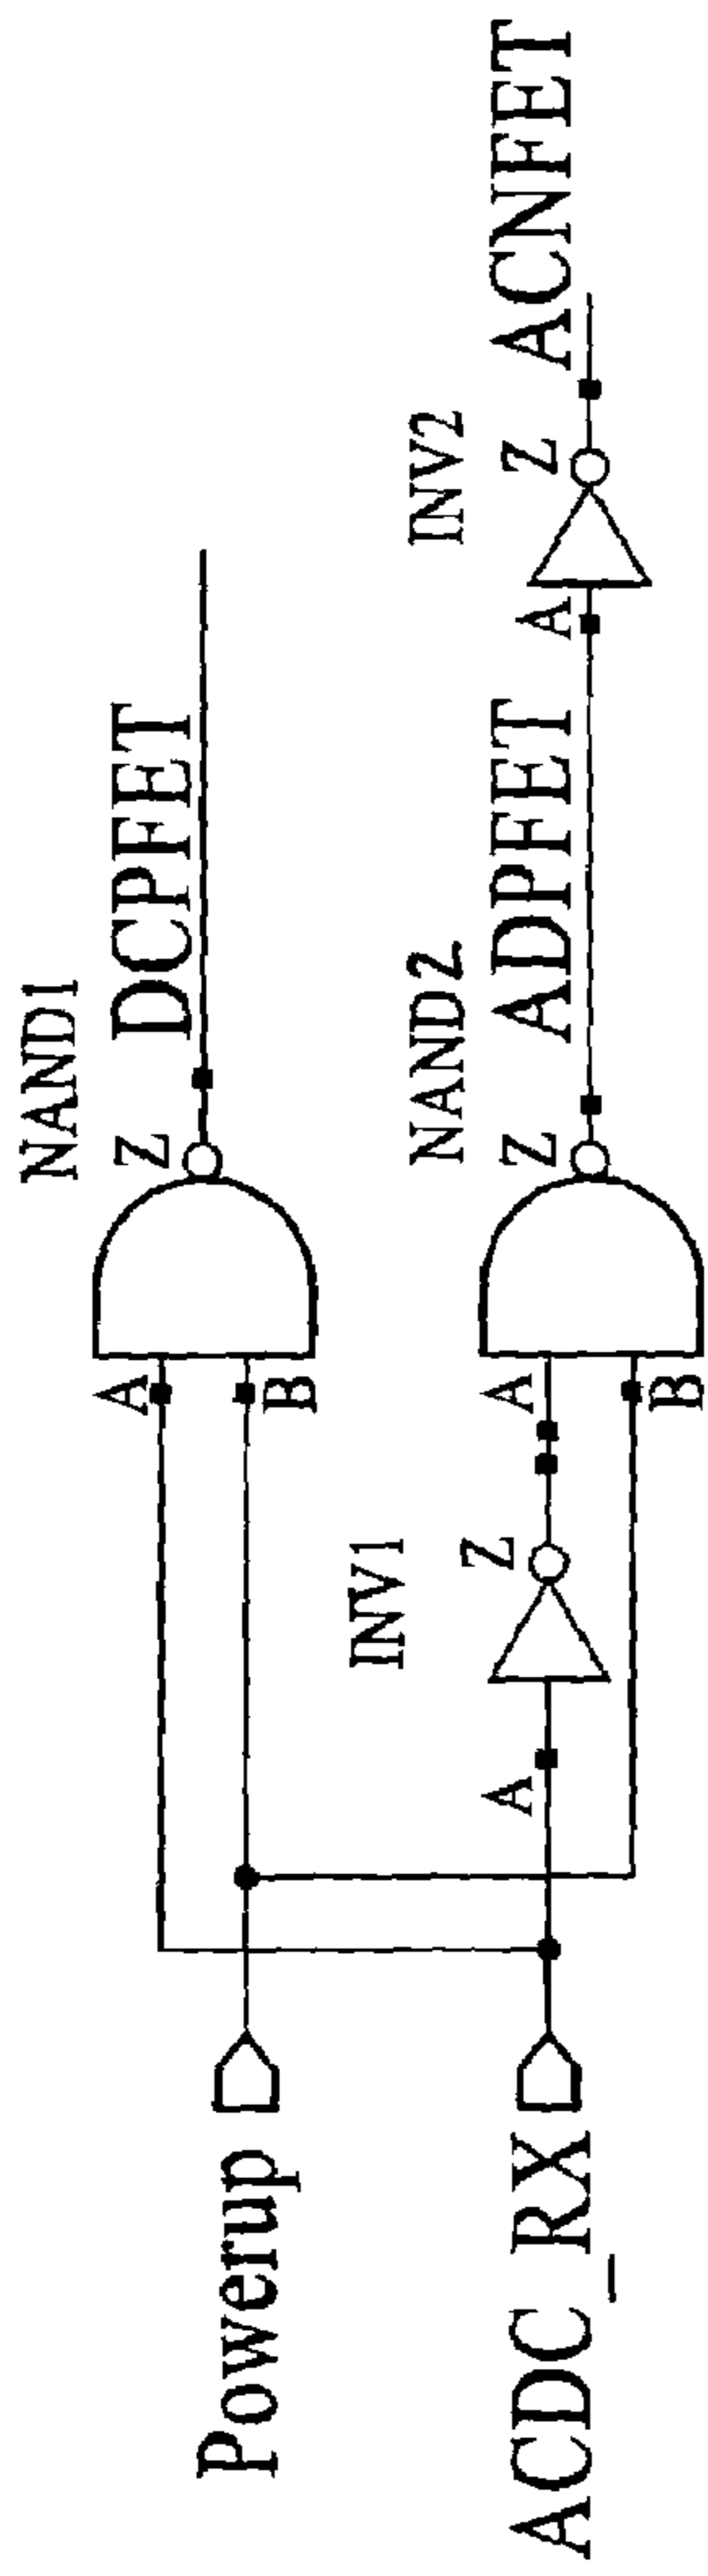 NAND1
Z
DCPFET
A
B
Powerup
INV2
Z
ACNFET
A
NAND2
Z
ADPFET
A
B
INV1
Z
A
ACDC_RX